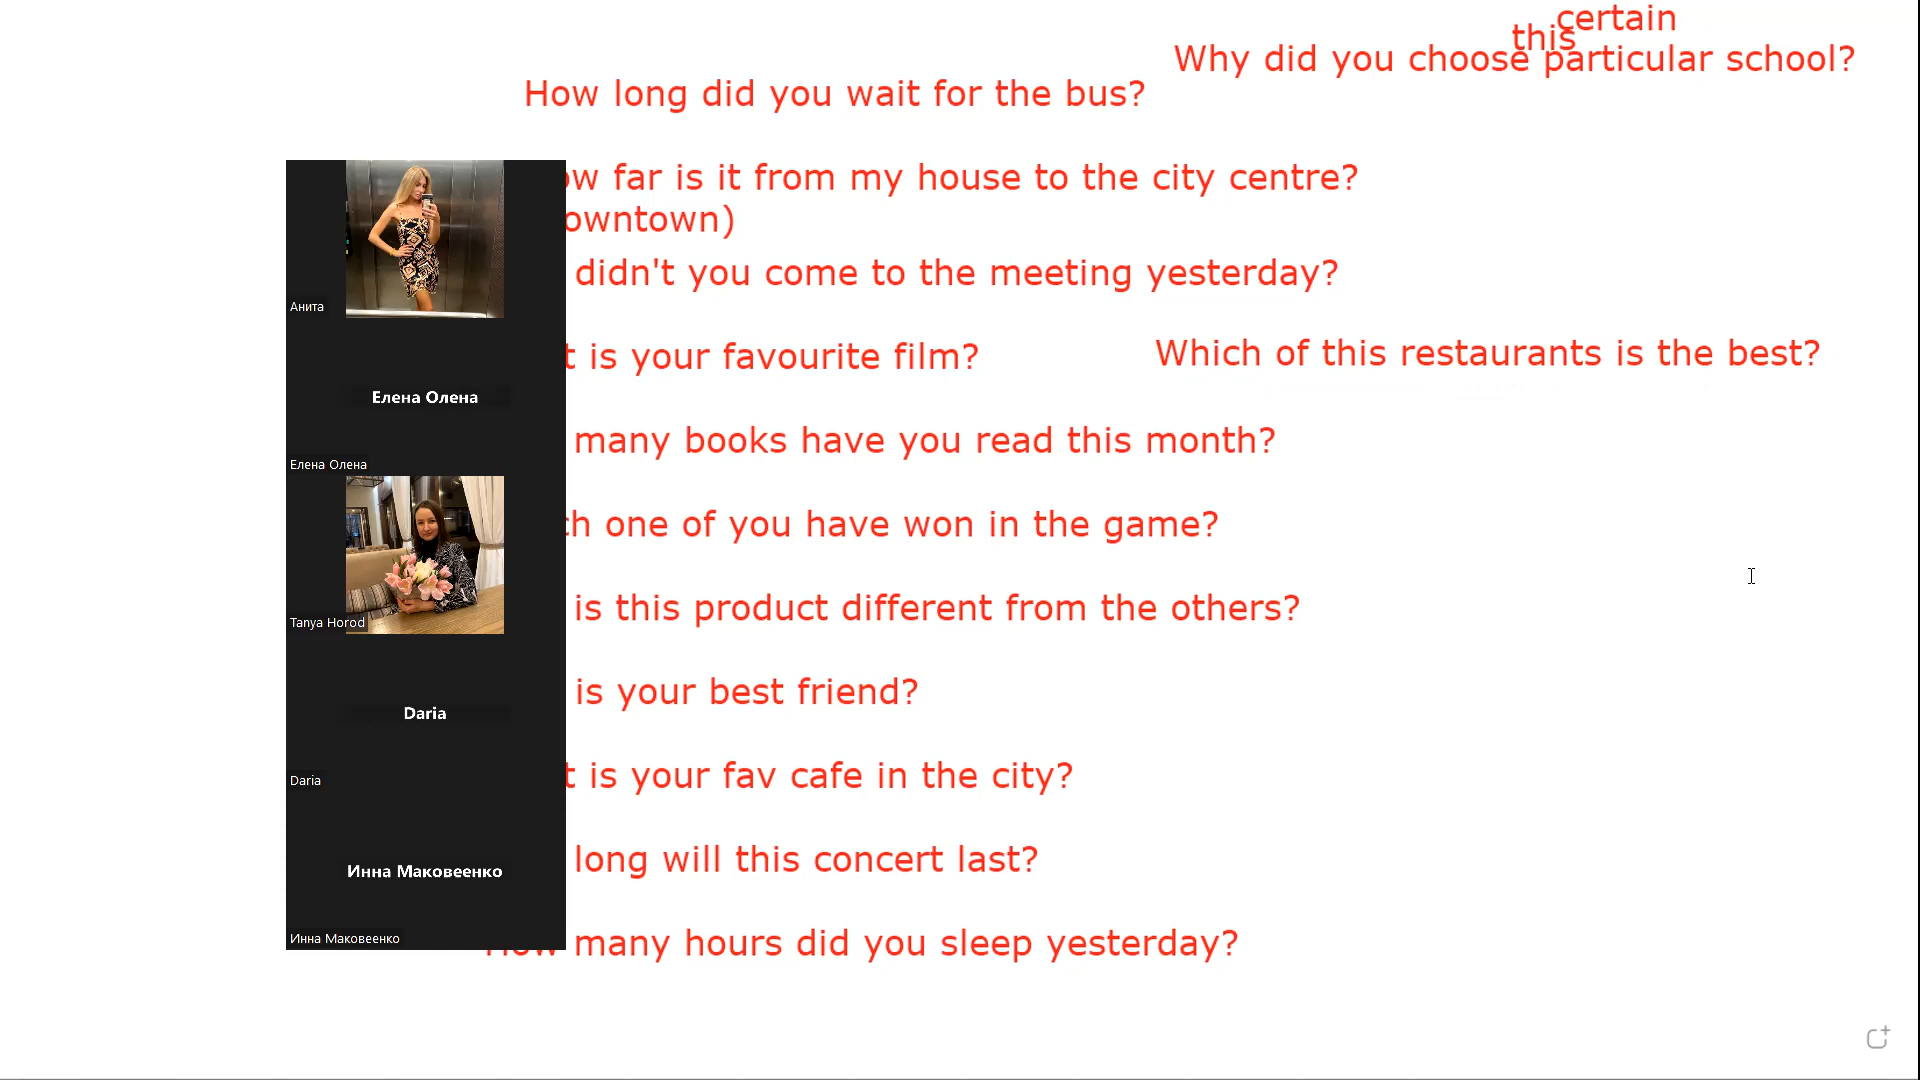 certain
this
Why did you choose particular school?
How long did you wait for the bus?
far is it from my house to the city centre?
didn't you come to the meeting yesterday?
is your favourite film?
Which of this restaurants is the best?
many books have you read this month?
one of you have won in the game?
is this product different from the others?
is your best friend?
is your fav cafe in the city?
long will this concert last?
How many hours did you sleep yesterday?
Анита
Елена Олена
Елена Олена
Tanya Horod
Daria
Daria
Инна Маковеенко
Инна Маковеенко